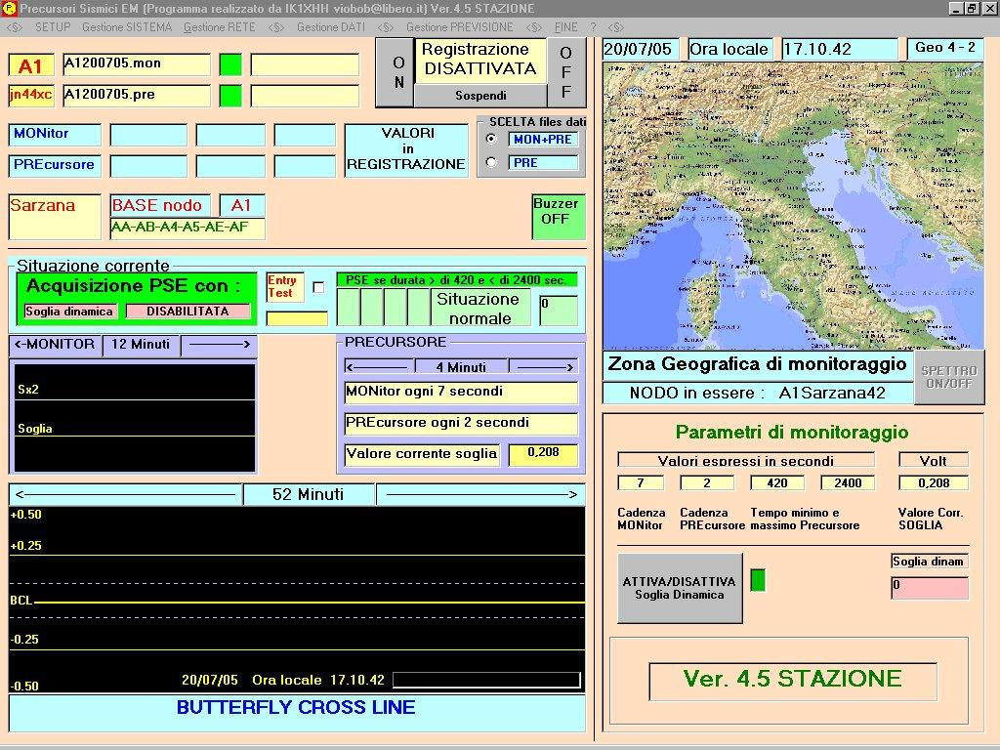 Precursori Sismici EM (Programma realizzato da IK1XHH viobob@libero.it) Ver.4.5 STAZIONE
<§> SETUP Gestione SISTEMA Gestione RETE <§> Gestione DATI <§> Gestione PREVISIONE <§> FINE ? <§>
A1 A1200705.mon
jn44xc A1200705.pre
ON
Registrazione
DISATTIVATA
Sospendi
OFF
MONitor
PREcursore
VALORI
in
REGISTRAZIONE
SCELTA files dati
MON+PRE
PRE
Sarzana
BASE nodo A1
AA-AB-A4-A5-AE-AF
Buzzer
OFF
Situazione corrente
Acquisizione PSE con :
Soglia dinamica DISABILITATA
Entry
Test
PSE se durata > di 420 e < di 2400 sec.
Situazione
normale
0
<-MONITOR 12 Minuti ------>
Sx2
Soglia
PRECURSORE
<------ 4 Minuti ------>
MONitor ogni 7 secondi
PREcursore ogni 2 secondi
Valore corrente soglia 0,208
<------ 52 Minuti ------>
+0.50
+0.25
BCL
-0.25
-0.50
20/07/05 Ora locale 17.10.42
BUTTERFLY CROSS LINE
20/07/05 Ora locale 17.10.42 Geo 4 - 2
Zona Geografica di monitoraggio
NODO in essere : A1Sarzana42
SPETTRO
ON/OFF
Parametri di monitoraggio
Valori espressi in secondi Volt
7 2 420 2400 0,208
Cadenza
MONitor
Cadenza
PREcursore
Tempo minimo e
massimo Precursore
Valore Corr.
SOGLIA
ATTIVA/DISATTIVA
Soglia Dinamica
Soglia dinam
0
Ver. 4.5 STAZIONE